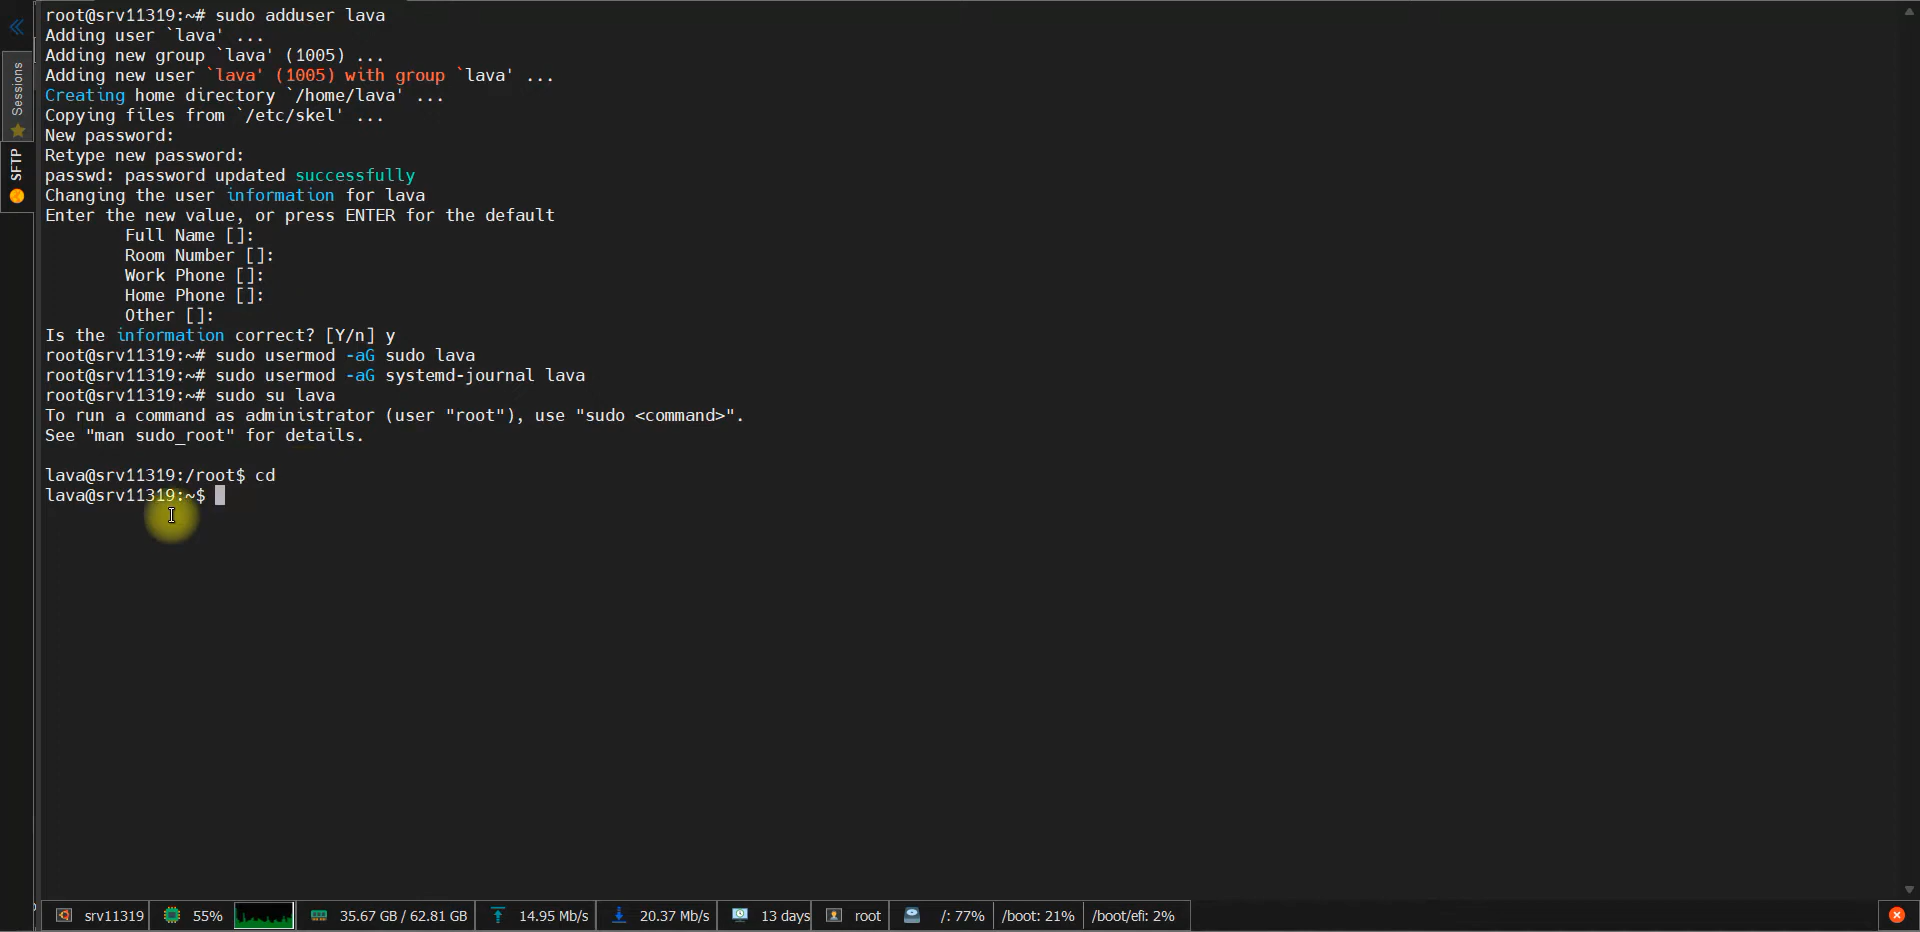 root@srv11319:~# sudo adduser lava
Adding user `lava' ...
Adding new group `lava' (1005) ...
Adding new user `lava' (1005) with group `lava' ...
Creating home directory `/home/lava' ...
Copying files from `/etc/skel' ...
New password:
Retype new password:
passwd: password updated successfully
Changing the user information for lava
Enter the new value, or press ENTER for the default
Full Name []:
Room Number []:
Work Phone []:
Home Phone []:
Other []:
Is the information correct? [Y/n] y
root@srv11319:~# sudo usermod -aG sudo lava
root@srv11319:~# sudo usermod -aG systemd-journal lava
root@srv11319:~# sudo su lava
To run a command as administrator (user "root"), use "sudo <command>".
See "man sudo_root" for details.
lava@srv11319:/root$ cd
lava@srv11319:~$
Sessions
SFTP
srv11319 55% 35.67 GB / 62.81 GB 14.95 Mb/s 20.37 Mb/s 13 days root /: 77% /boot: 21% /boot/efi: 2%